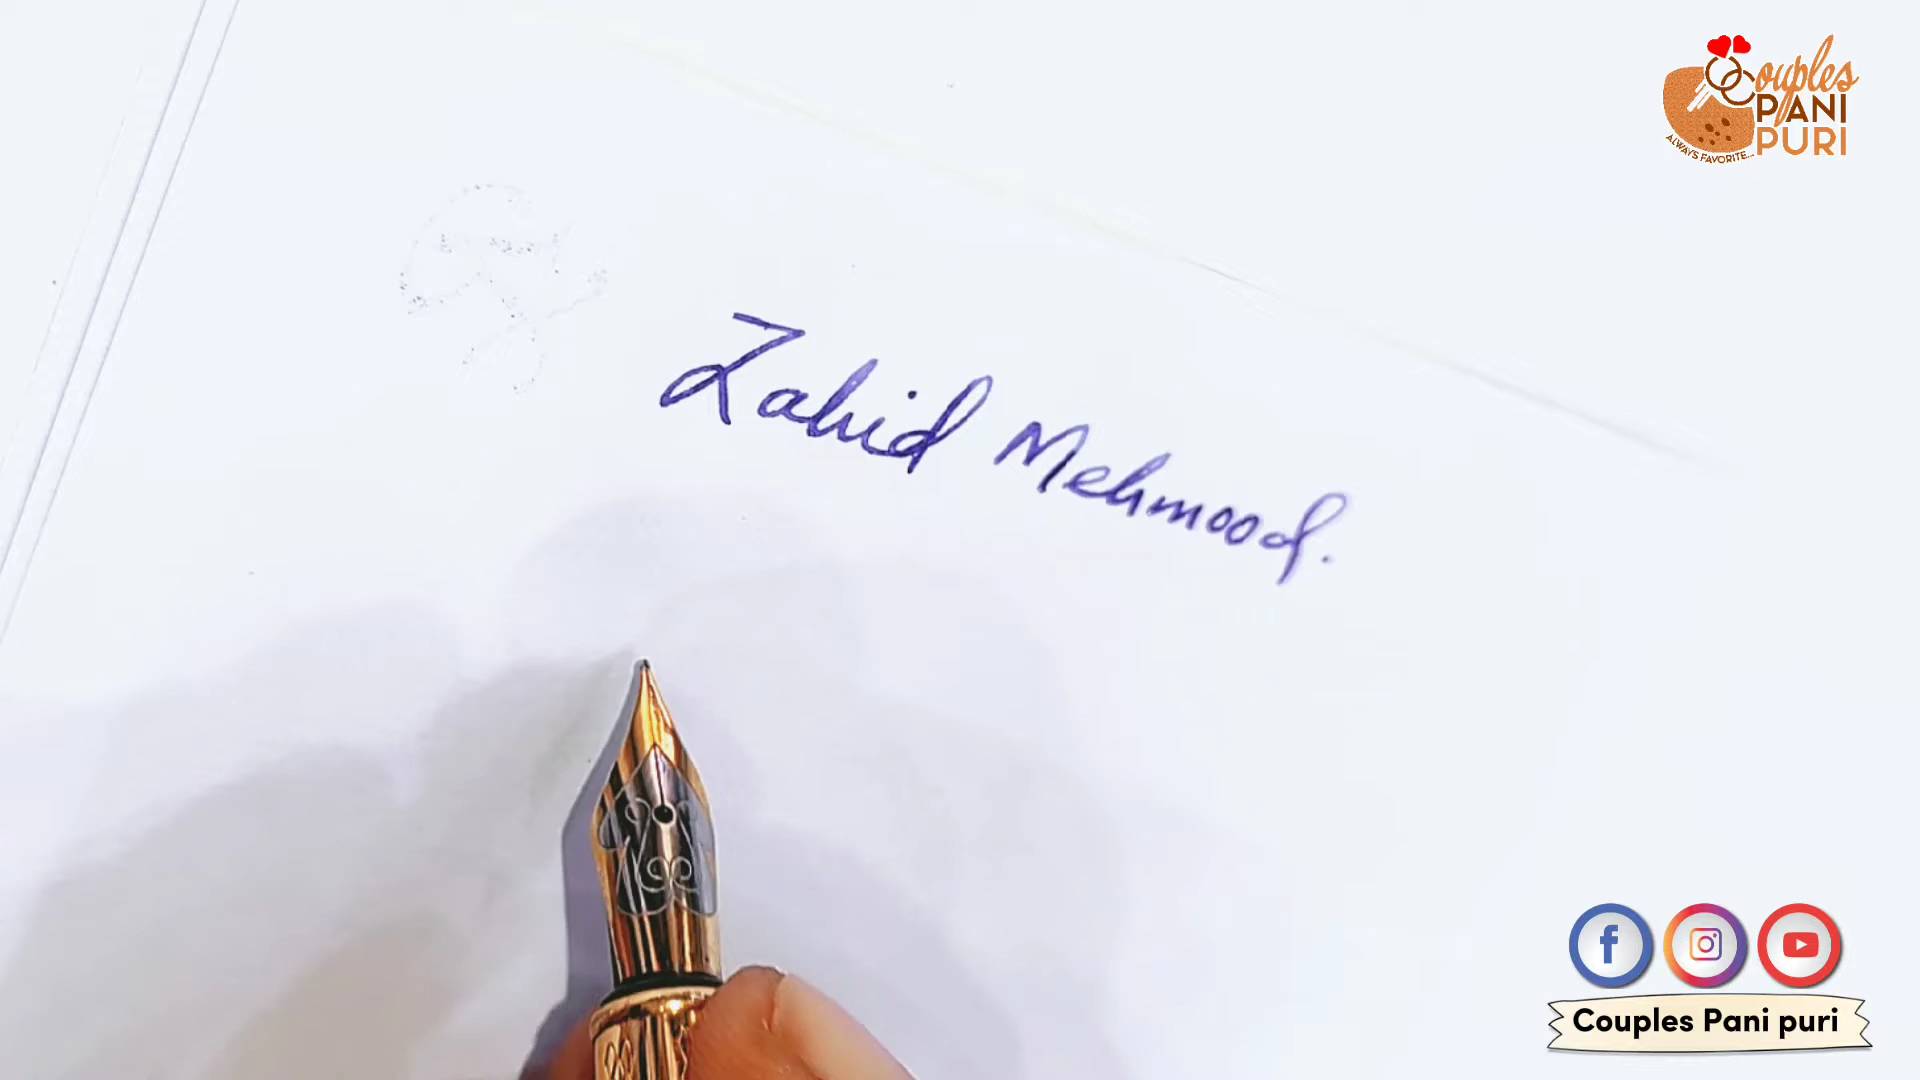 Couples
PANI
PURI
ALWAYS FAVORITE...
Zahid Mehmood.
Couples Pani puri